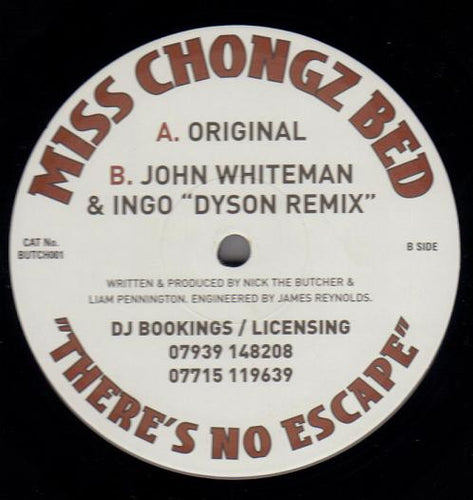 MISS CHONGZ BED
A. ORIGINAL
B. JOHN WHITEMAN
& INGO "DYSON REMIX"
CAT No.
BUTCH001
B SIDE
WRITTEN & PRODUCED BY NICK THE BUTCHER &
LIAM PENNINGTON. ENGINEERED BY JAMES REYNOLDS.
DJ BOOKINGS / LICENSING
07939 148208
07715 119639
"THERE'S NO ESCAPE"